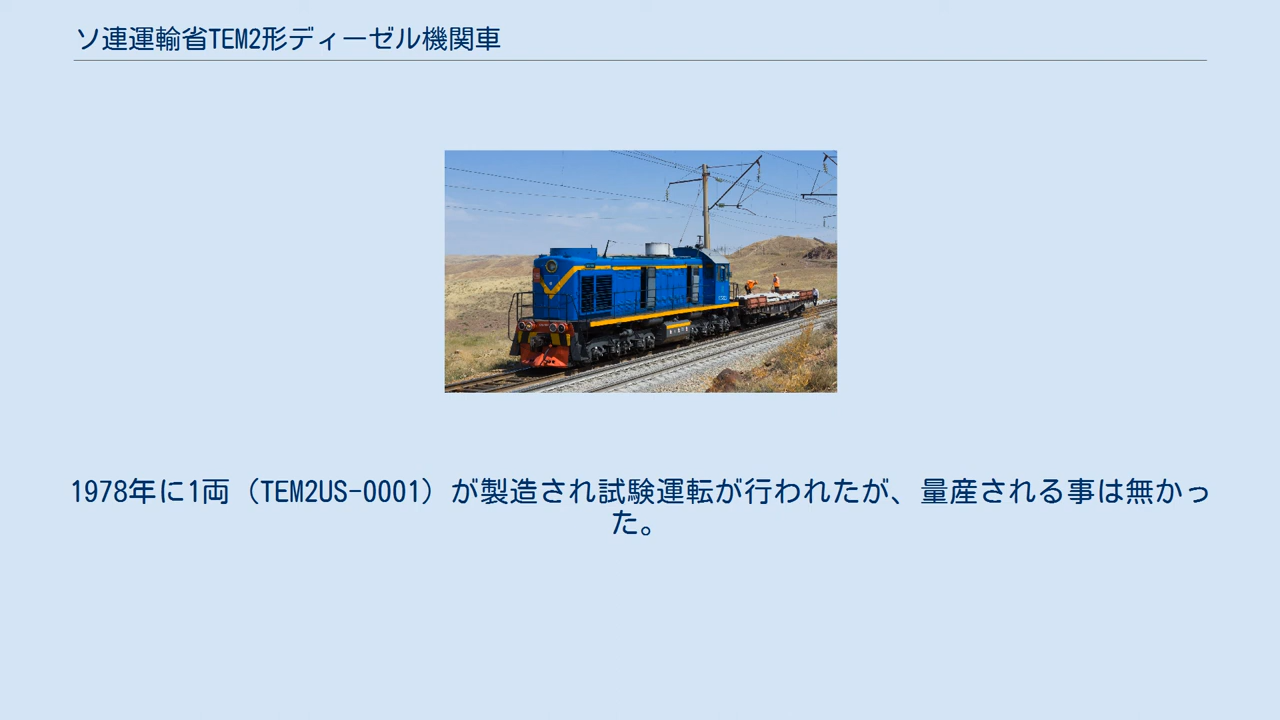 ソ連運輸省TEM2形ディーゼル機関車
1978年に1両（TEM2US-0001）が製造され試験運転が行われたが、量産される事は無かっ
た。